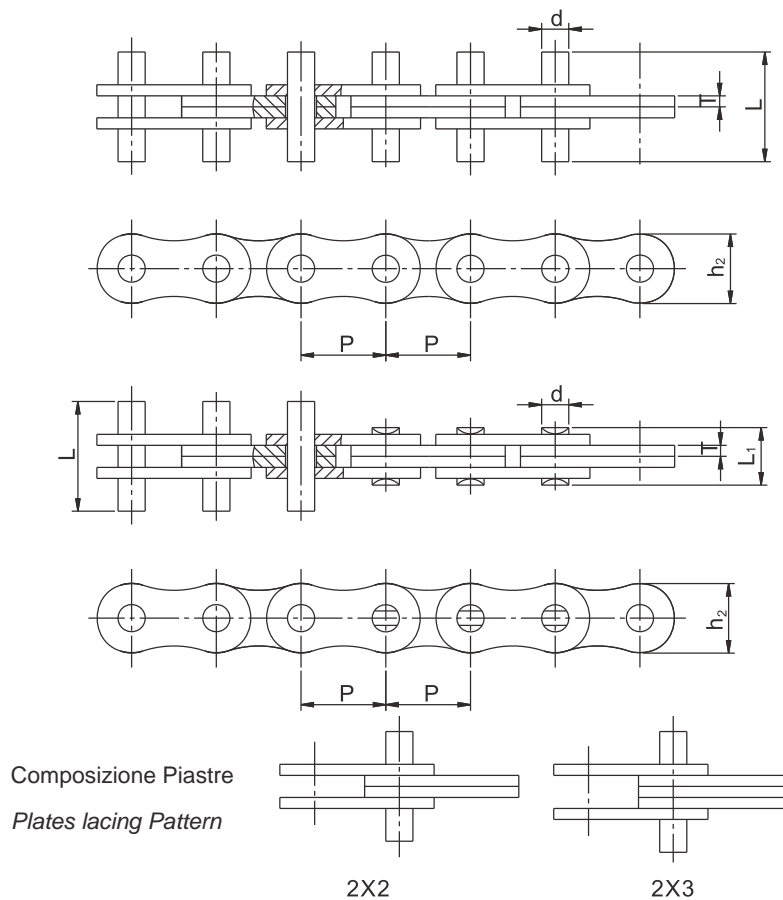 d
T
L
h₂
P P
L
d
T
L₁
h₂
P P
Composizione Piastre
Plates lacing Pattern
2X2 2X3